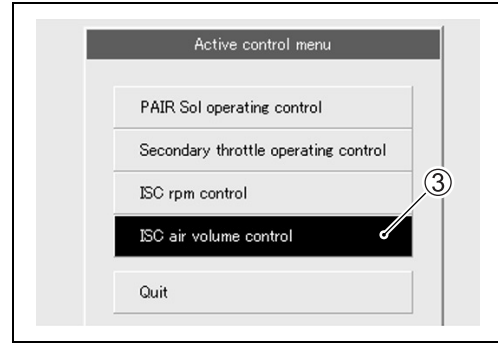 Active control menu
PAIR Sol operating control
Secondary throttle operating control
ISC rpm control
③
ISC air volume control
Quit